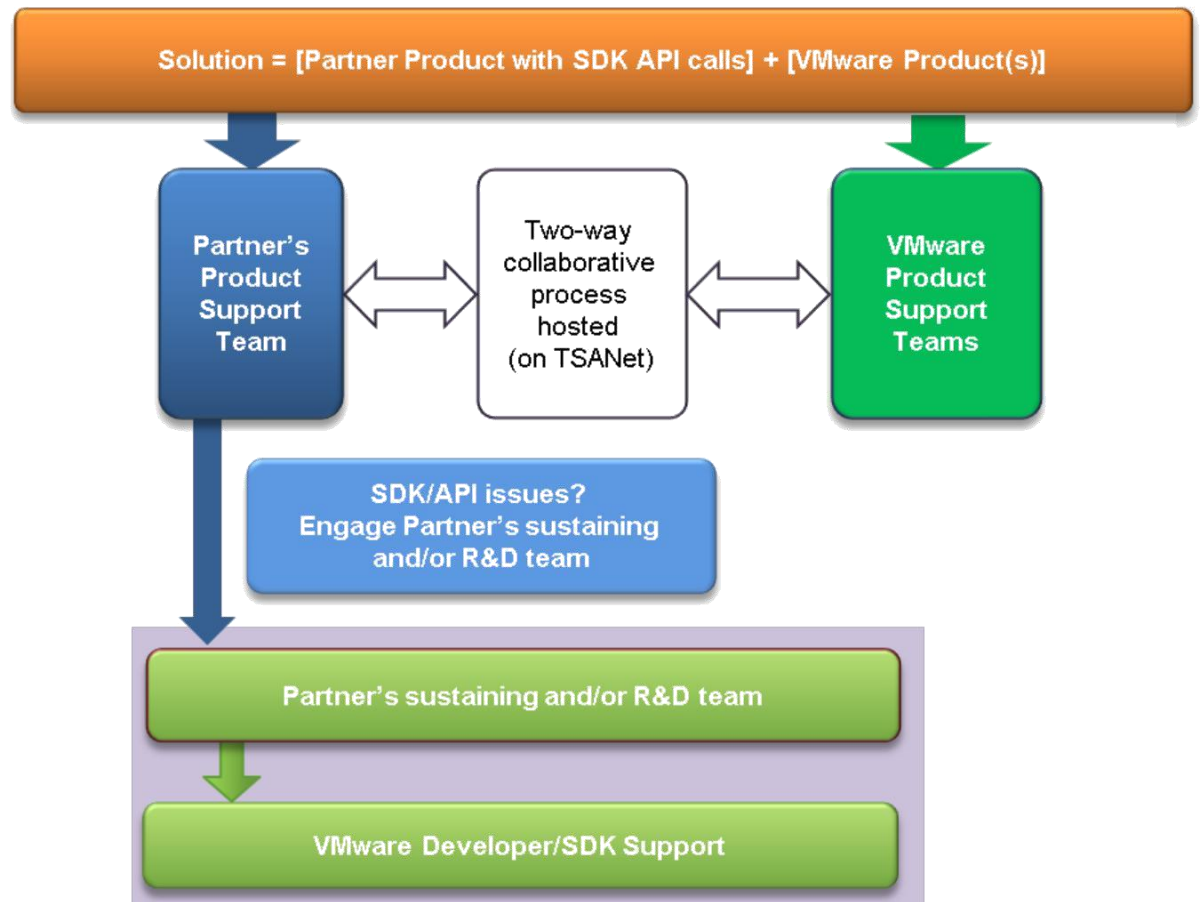 Solution = [Partner Product with SDK API calls] + [VMware Product(s)]
Partner’s
Product
Support
Team
Two-way
collaborative
process
hosted
(on TSANet)
VMware
Product
Support
Teams
SDK/API issues?
Engage Partner’s sustaining
and/or R&D team
Partner’s sustaining and/or R&D team
VMware Developer/SDK Support